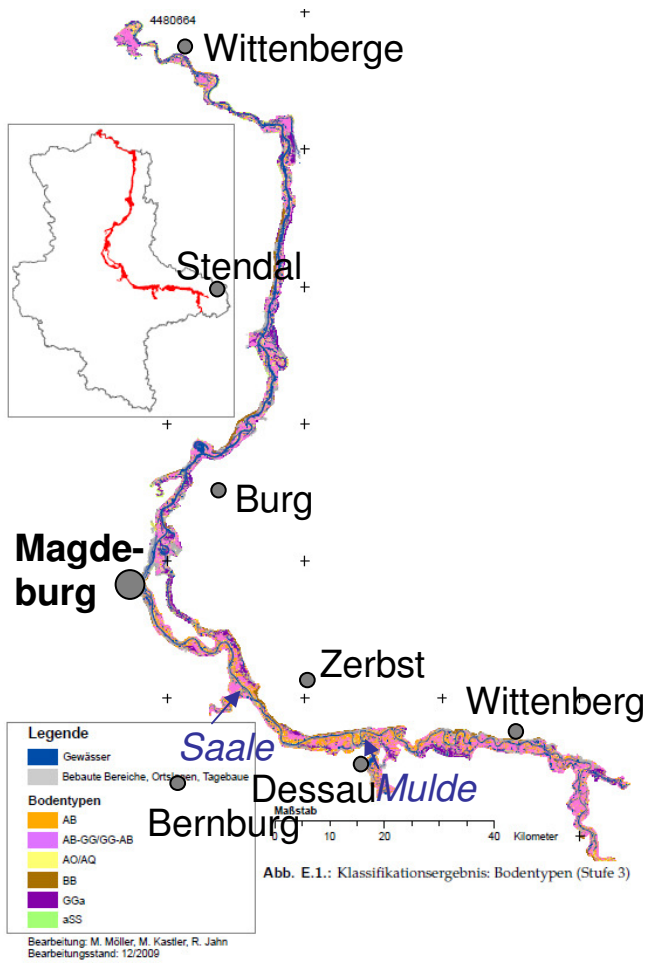 4480664
Wittenberge
Stendal
Burg
Magde-
burg
Zerbst
Wittenberg
Saale
Dessau
Mulde
Bernburg
Legende
Gewässer
Bebaute Bereiche, Ortslagen, Tagebaue
Bodentypen
AB
AB-GG/GG-AB
AO/AQ
BB
GGa
aSS
Maßstab
0 10 20 40 Kilometer
Abb. E.1.: Klassifikationsergebnis: Bodentypen (Stufe 3)
Bearbeitung: M. Möller, M. Kastler, R. Jahn
Bearbeitungsstand: 12/2009